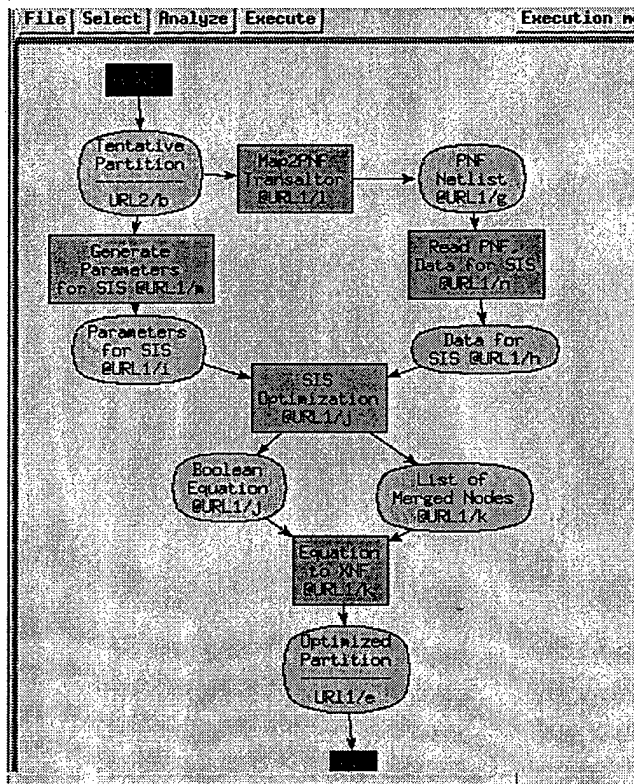 File Select Analyze Execute Execution m
Tentative
Partition
URL2/b
Map2PNF
Transaltor
@URL1/l
PNF
Netlist
@URL1/g
Generate
Parameters
for SIS @URL1/m
Read PNF
Data for SIS
@URL1/n
Parameters
for SIS
@URL1/i
Data for
SIS @URL1/h
SIS
Optimization
@URL1/j
Boolean
Equation
@URL1/j
List of
Merged Nodes
@URL1/k
Equation
to XNF
@URL1/k
Optimized
Partition
URL1/e